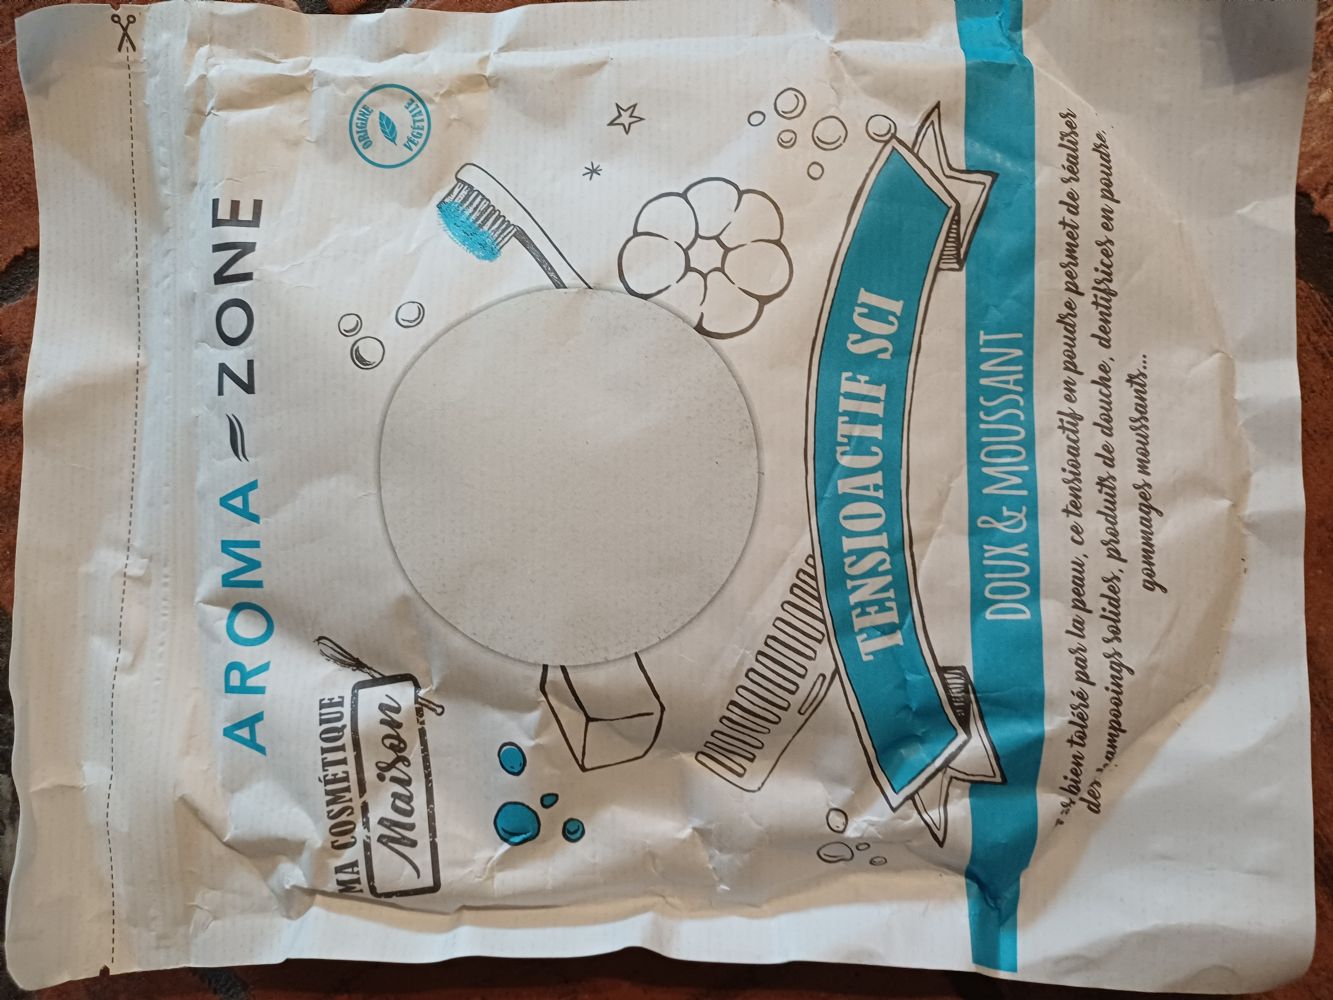 AROMA ZONE
ORIGINE VÉGÉTALE
MA COSMÉTIQUE
Maison
TENSIOACTIF SCI
DOUX & MOUSSANT
bien toléré par la peau, ce tensioactif en poudre permet de réaliser
des shampooings solides, produits de douche, dentifrices en poudre,
gommages moussants...